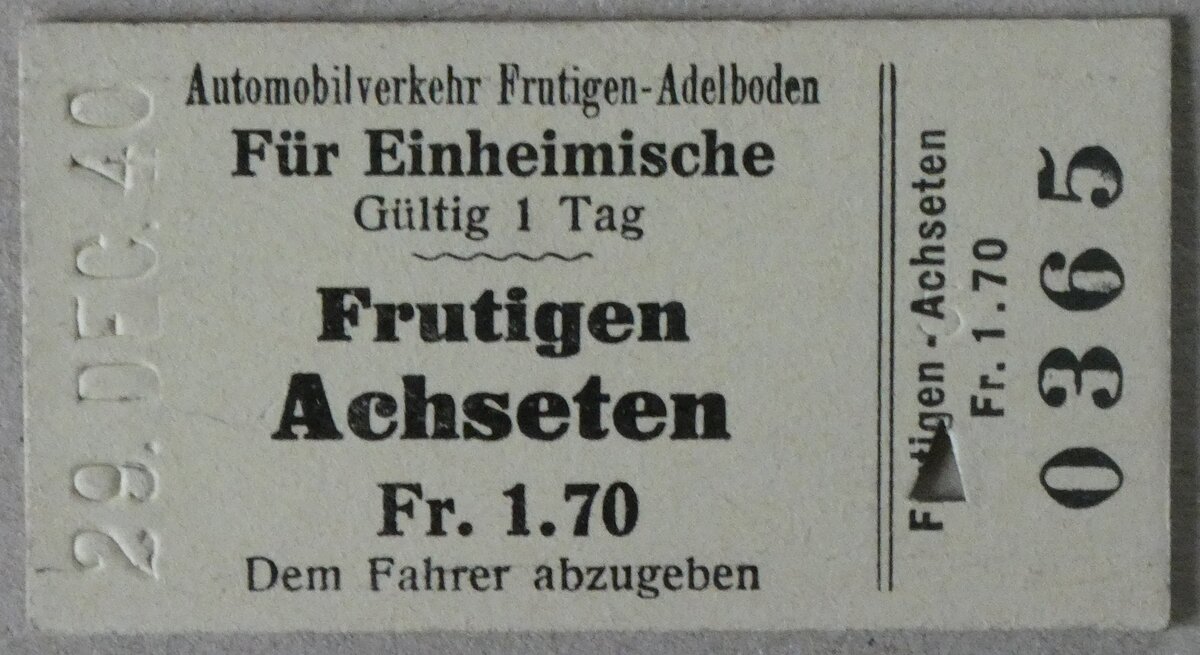 29. DEC. 40
Automobilverkehr Frutigen-Adelboden
Für Einheimische
Gültig 1 Tag
Frutigen
Achseten
Fr. 1.70
Dem Fahrer abzugeben
Frutigen - Achseten
Fr. 1.70
0365